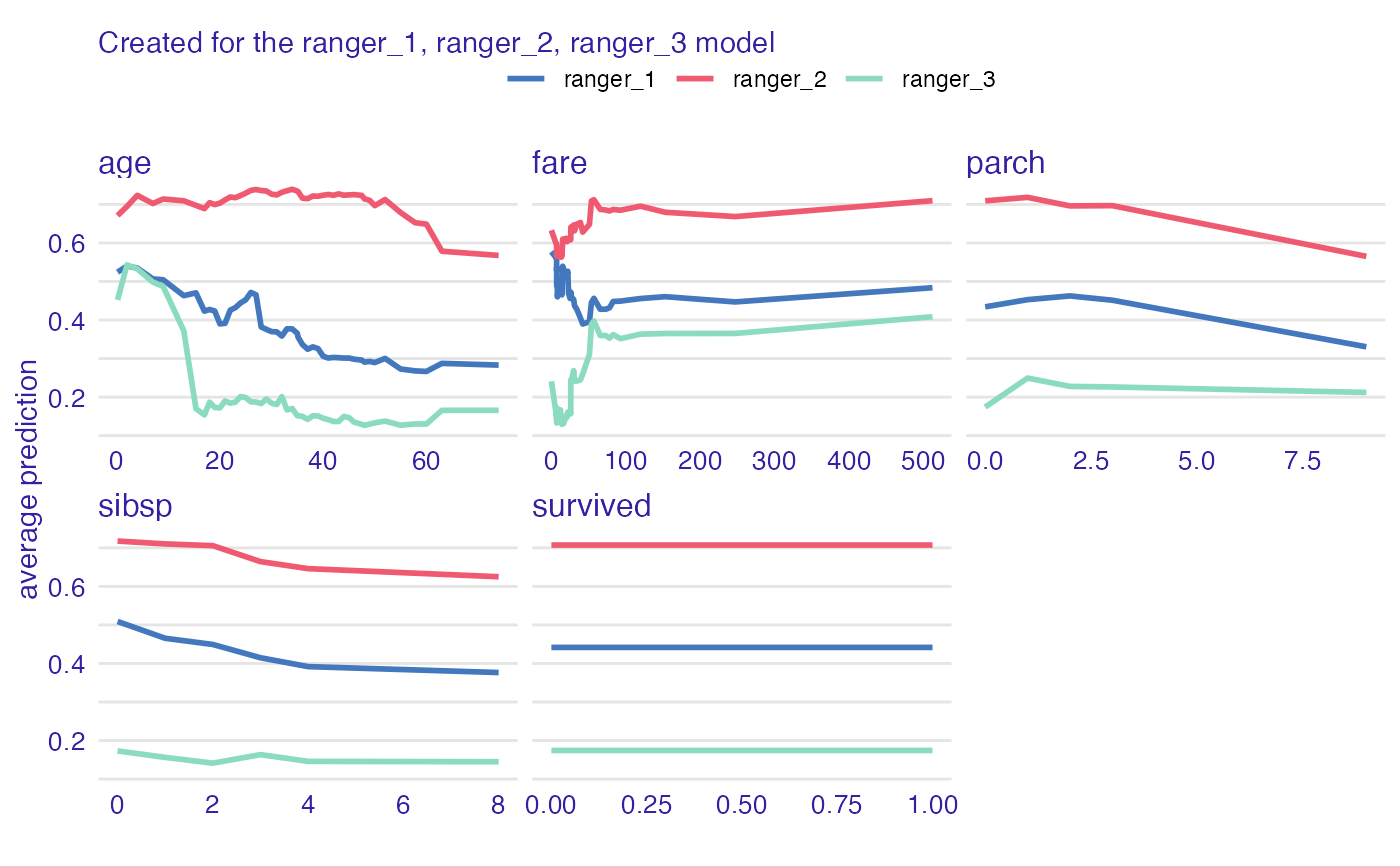 Created for the ranger_1, ranger_2, ranger_3 model
ranger_1 ranger_2 ranger_3
age fare parch
0.6
0.4
0.2
0 20 40 60 0 100 200 300 400 500 0.0 2.5 5.0 7.5
average prediction
sibsp survived
0.6
0.4
0.2
0 2 4 6 8 0.00 0.25 0.50 0.75 1.00